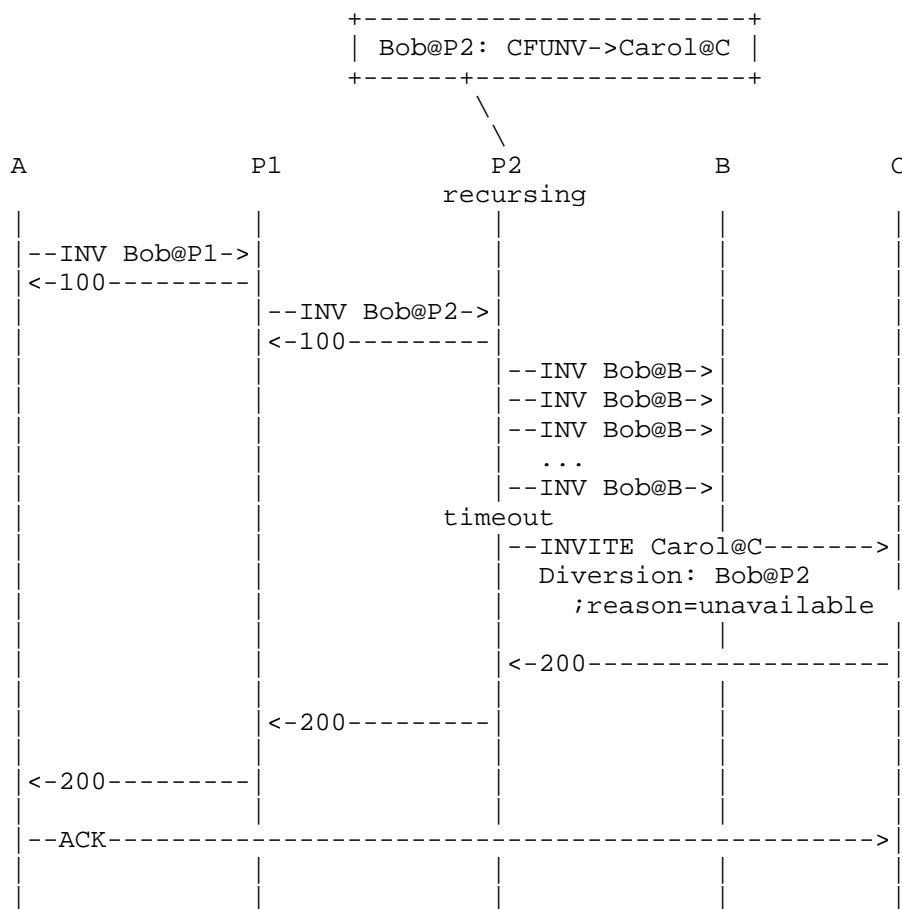 +------------------------+
| Bob@P2: CFUNV->Carol@C |
+------+-----------------+
\
\
A P1 P2 B C
recursing
| | | | |
|--INV Bob@P1->| | | |
|<-100---------| | | |
| |--INV Bob@P2->| | |
| |<-100---------| | |
| | |--INV Bob@B->| |
| | |--INV Bob@B->| |
| | |--INV Bob@B->| |
| | | ... | |
| | |--INV Bob@B->| |
| | timeout | |
| | |--INVITE Carol@C------->|
| | | Diversion: Bob@P2 |
| | | ;reason=unavailable |
| | | | |
| | |<-200-------------------|
| | | | |
| |<-200---------| | |
| | | | |
|<-200---------| | | |
| | | | |
|--ACK------------------------------------------------>|
| | | | |
| | | | |